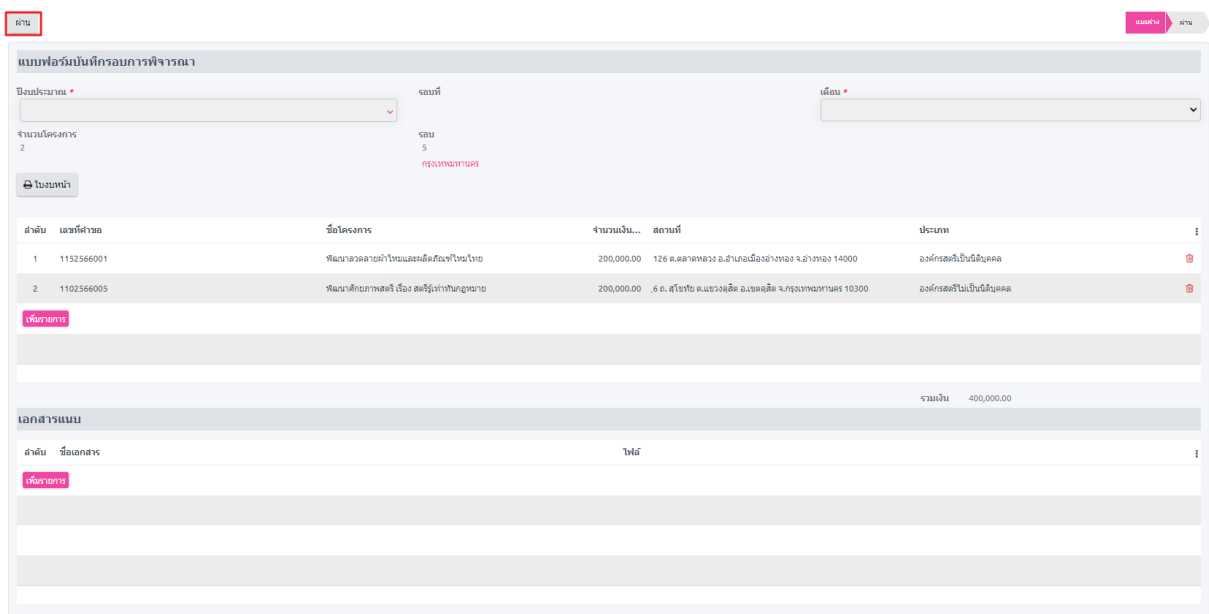 ผ่าน
แบบร่าง ผ่าน
แบบฟอร์มบันทึกรอบการพิจารณา
ปีงบประมาณ * รอบที่ เดือน *
จำนวนโครงการ รอบ
2 5
กรุงเทพมหานคร
ใบงบหน้า
ลำดับ เลขที่คำขอ ชื่อโครงการ จำนวนเงิน... สถานที่ ประเภท
1 1152566001 พัฒนาลวดลายผ้าไหมและผลิตภัณฑ์ไหมไทย 200,000.00 126 ต.ตลาดหลวง อ.อำเภอเมืองอ่างทอง จ.อ่างทอง 14000 องค์กรสตรีเป็นนิติบุคคล
2 1102566005 พัฒนาศักยภาพสตรี เรื่อง สตรีรู้เท่าทันกฎหมาย 200,000.00 ,6 ถ. สุโขทัย ต.แขวงดุสิต อ.เขตดุสิต จ.กรุงเทพมหานคร 10300 องค์กรสตรีไม่เป็นนิติบุคคล
เพิ่มรายการ
รวมเงิน 400,000.00
เอกสารแนบ
ลำดับ ชื่อเอกสาร ไฟล์
เพิ่มรายการ